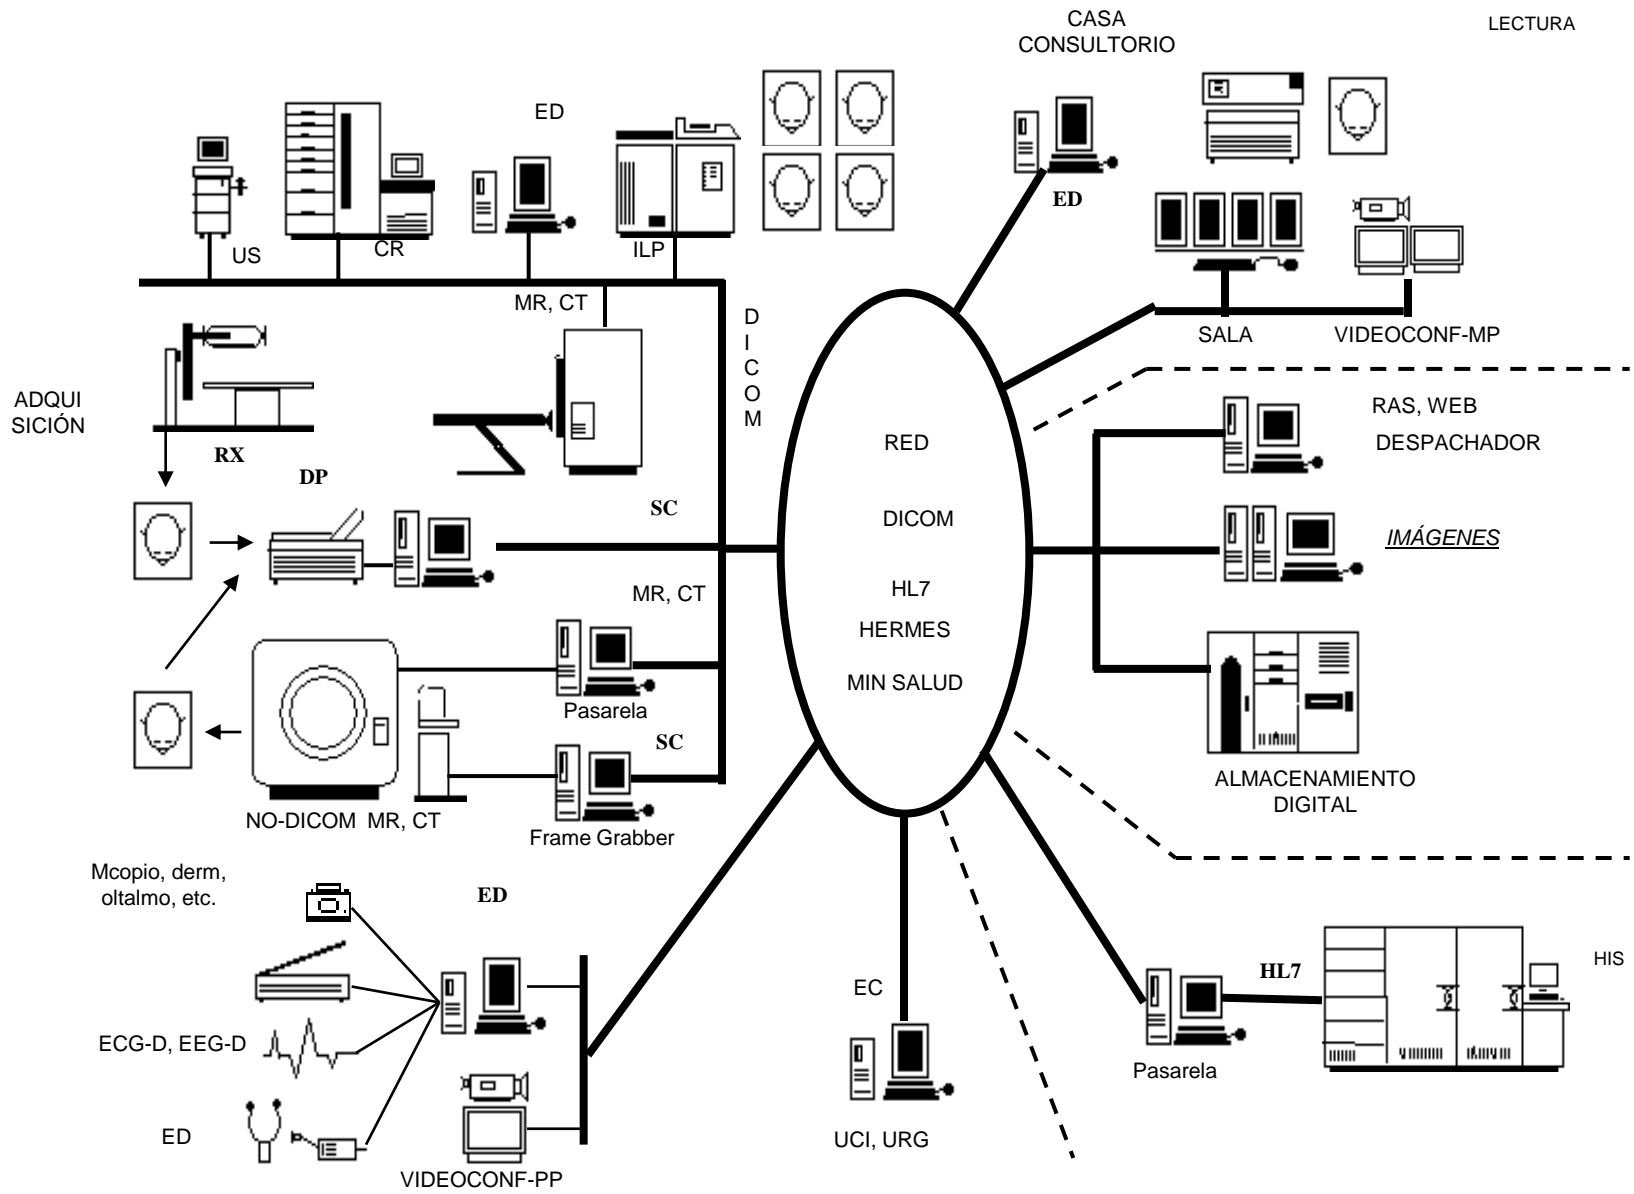 CASA
CONSULTORIO
LECTURA
ED
US
CR
ILP
ED
MR, CT
D
I
C
O
M
SALA
VIDEOCONF-MP
ADQUI
SICIÓN
RX
DP
SC
RED
DICOM
HL7
HERMES
MIN SALUD
RAS, WEB
DESPACHADOR
IMÁGENES
MR, CT
Pasarela
SC
NO-DICOM MR, CT
Frame Grabber
ALMACENAMIENTO
DIGITAL
Mcopio, derm,
oltalmo, etc.
ED
ECG-D, EEG-D
ED
VIDEOCONF-PP
EC
UCI, URG
HL7
HIS
Pasarela